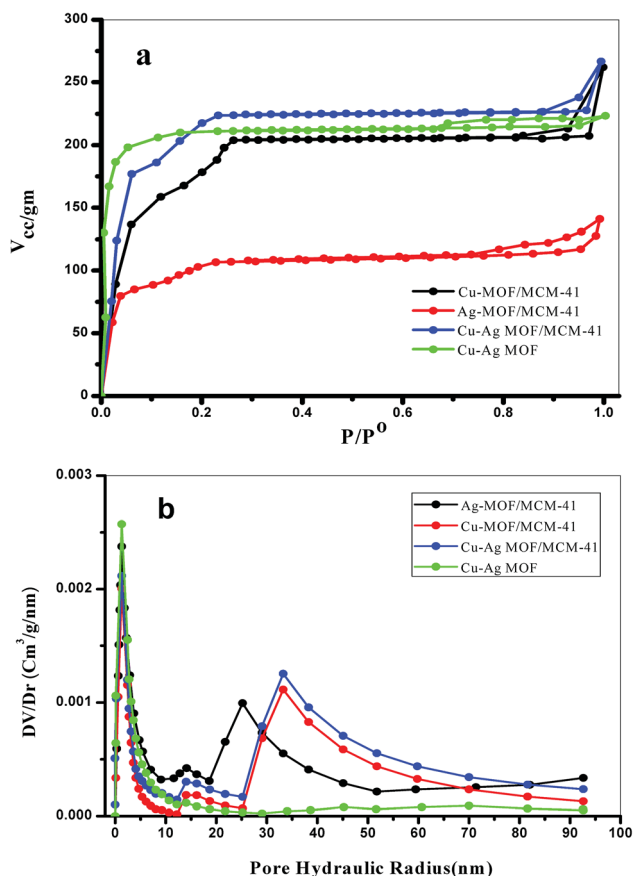 300
a
250
200
150
100
50
0
Vcc/gm
Cu-MOF/MCM-41
Ag-MOF/MCM-41
Cu-Ag MOF/MCM-41
Cu-Ag MOF
0.0 0.2 0.4 0.6 0.8 1.0
P/P⁰
0.003
b
0.002
0.001
0.000
DV/Dr (Cm³/g/nm)
Ag-MOF/MCM-41
Cu-MOF/MCM-41
Cu-Ag MOF/MCM-41
Cu-Ag MOF
0 10 20 30 40 50 60 70 80 90 100
Pore Hydraulic Radius(nm)